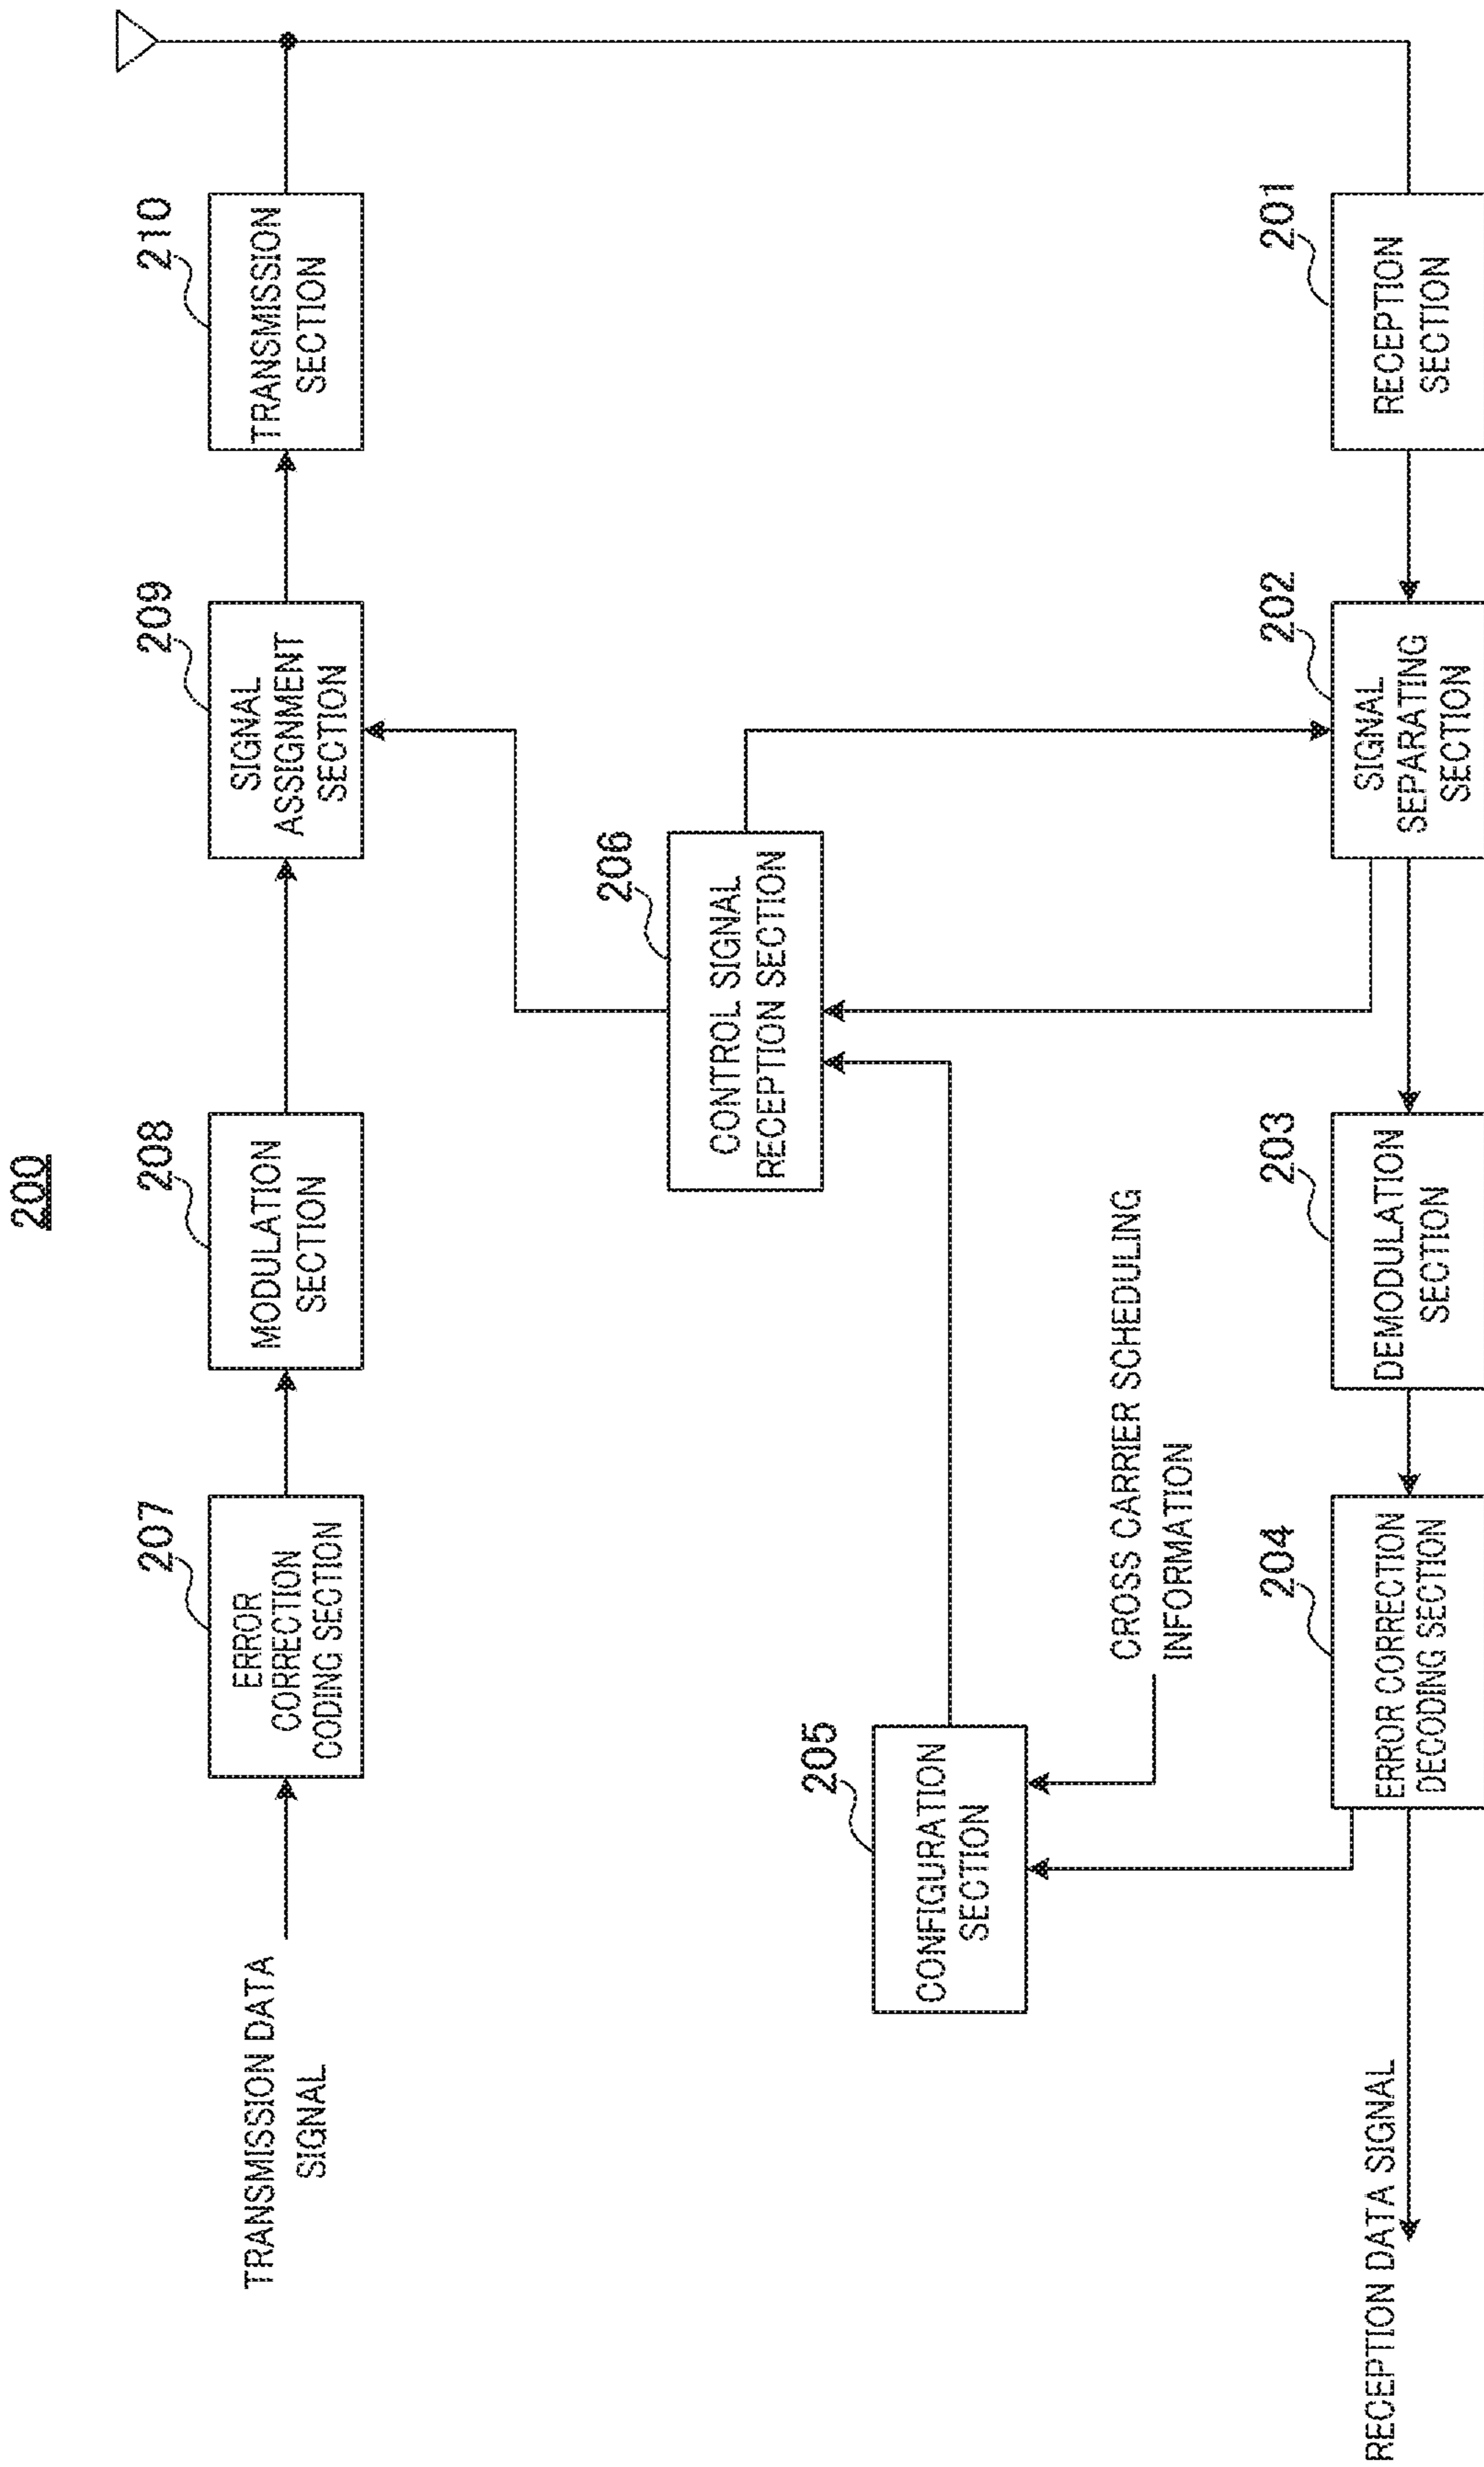 200
TRANSMISSION DATA
SIGNAL
207
ERROR
CORRECTION
CODING SECTION
208
MODULATION
SECTION
209
SIGNAL
ASSIGNMENT
SECTION
210
TRANSMISSION
SECTION
206
CONTROL SIGNAL
RECEPTION SECTION
205
CONFIGURATION
SECTION
CROSS CARRIER SCHEDULING
INFORMATION
RECEPTION DATA SIGNAL
204
ERROR CORRECTION
DECODING SECTION
203
DEMODULATION
SECTION
202
SIGNAL
SEPARATING
SECTION
201
RECEPTION
SECTION